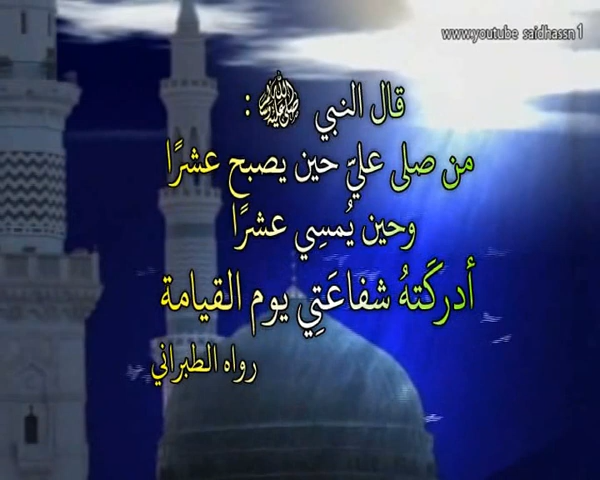 www.youtube saidhassn1
قال النبي ﷺ :
من صلى عليّ حين يصبح عشرًا
وحين يُمسِي عشرًا
أدركَتهُ شفاعَتِي يوم القيامة
رواه الطبراني